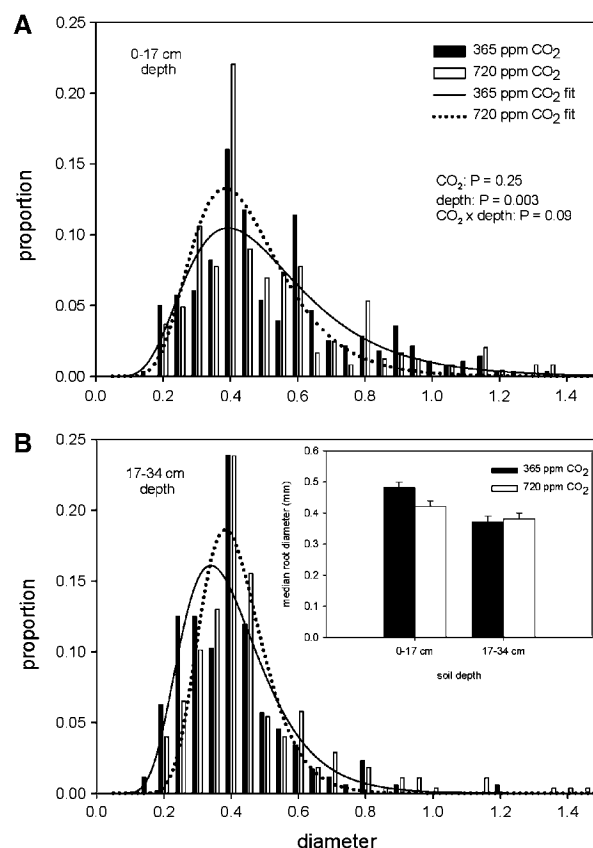 A
0-17 cm
depth
365 ppm CO2
720 ppm CO2
365 ppm CO2 fit
720 ppm CO2 fit
CO2: P = 0.25
depth: P = 0.003
CO2 x depth: P = 0.09
proportion
0.25
0.20
0.15
0.10
0.05
0.00
0.0 0.2 0.4 0.6 0.8 1.0 1.2 1.4
B
17-34 cm
depth
proportion
0.25
0.20
0.15
0.10
0.05
0.00
0.0 0.2 0.4 0.6 0.8 1.0 1.2 1.4
diameter
365 ppm CO2
720 ppm CO2
median root diameter (mm)
0.6
0.5
0.4
0.3
0.2
0.1
0.0
0-17 cm 17-34 cm
soil depth